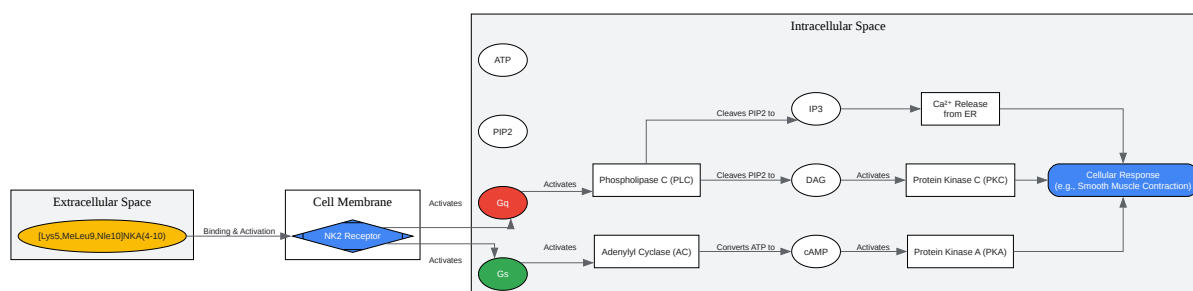 Intracellular Space
ATP
IP3
Ca²⁺ Release
from ER
Cleaves PIP2 to
PIP2
Phospholipase C (PLC)
Cleaves PIP2 to
DAG
Activates
Protein Kinase C (PKC)
Cellular Response
(e.g., Smooth Muscle Contraction)
Activates
Extracellular Space
Cell Membrane
Activates
Gq
[Lys5,MeLeu9,Nle10]NKA(4-10)
Binding & Activation
NK2 Receptor
Activates
Activates
Gs
Adenylyl Cyclase (AC)
Converts ATP to
cAMP
Activates
Protein Kinase A (PKA)